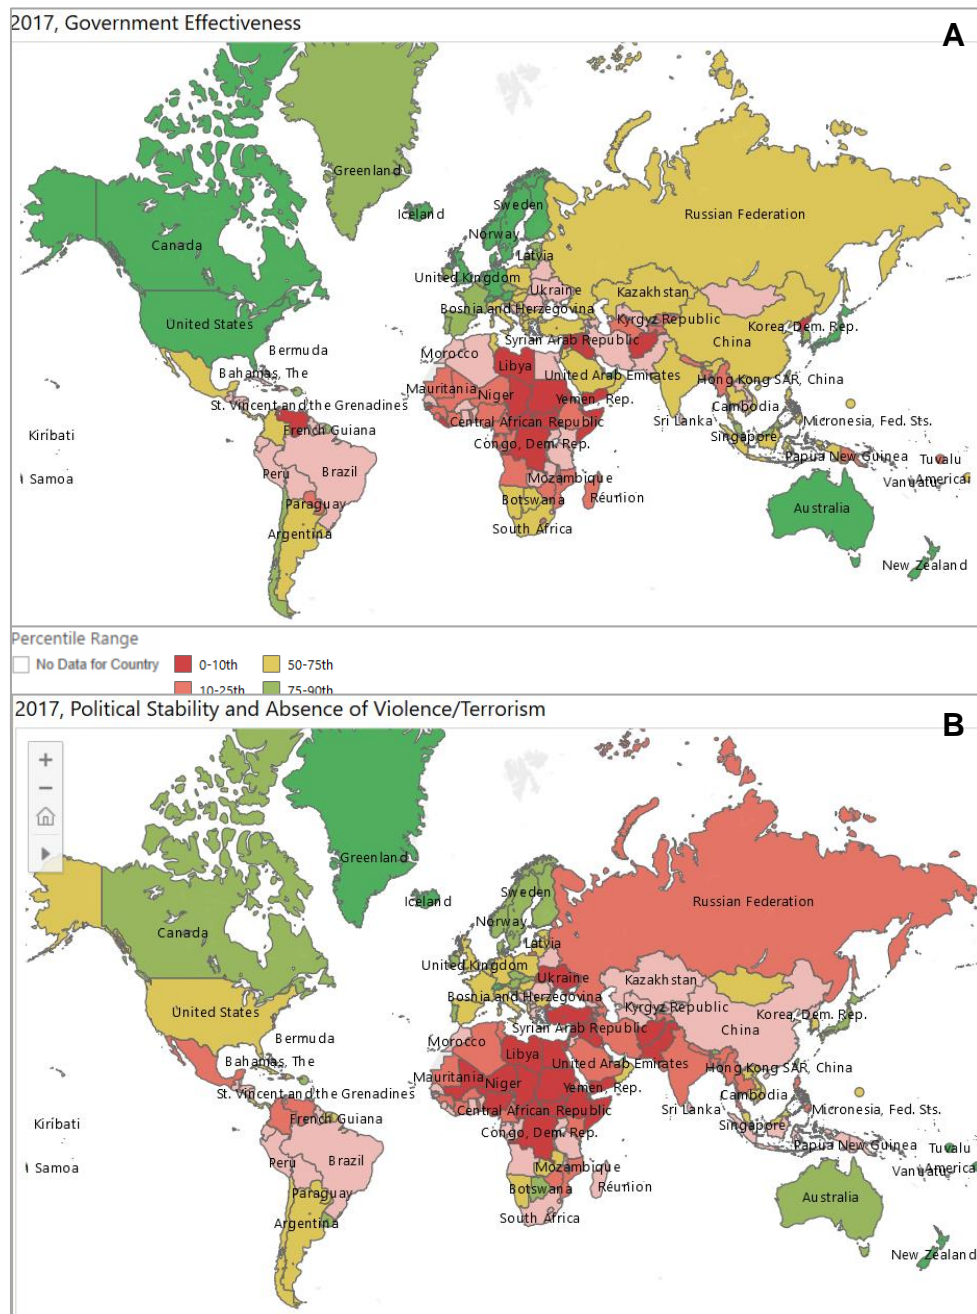 2017, Government Effectiveness
A
Greenland
Iceland
Sweden
Norway
Latvia
Russian Federation
Canada
United Kingdom
Ukraine
Kazakhstan
Bosnia and Herzegovina
Kyrgyz Republic
Korea, Dem. Rep.
United States
Syrian Arab Republic
China
Bermuda
Morocco
Libya
Bahamas, The
United Arab Emirates
Hong Kong SAR, China
Mauritania
Niger
Yemen, Rep.
St. Vincent and the Grenadines
Cambodia
Central African Republic
Sri Lanka
Micronesia, Fed. Sts.
Kiribati
French Guiana
Singapore
Congo, Dem. Rep.
Papua New Guinea
Tuvalu
Samoa
Peru
Brazil
Mozambique
Vanuatu
American
Paraguay
Botswana
Réunion
Australia
Argentina
South Africa
New Zealand
Percentile Range
No Data for Country
0-10th
50-75th
10-25th
75-90th
2017, Political Stability and Absence of Violence/Terrorism
B
+
−
Greenland
Sweden
Iceland
Russian Federation
Norway
Canada
Latvia
United Kingdom
Ukraine
Kazakhstan
Bosnia and Herzegovina
Kyrgyz Republic
United States
Korea, Dem. Rep.
Syrian Arab Republic
China
Bermuda
Morocco
Libya
Bahamas, The
United Arab Emirates
Hong Kong SAR, China
Mauritania
Niger
Yemen, Rep.
St. Vincent and the Grenadines
Cambodia
Central African Republic
Sri Lanka
Micronesia, Fed. Sts.
French Guiana
Kiribati
Singapore
Congo, Dem. Rep.
Papua New Guinea
Tuvalu
Samoa
Peru
Brazil
Mozambique
Vanuatu
America
Paraguay
Botswana
Réunion
Australia
Argentina
South Africa
New Zealand